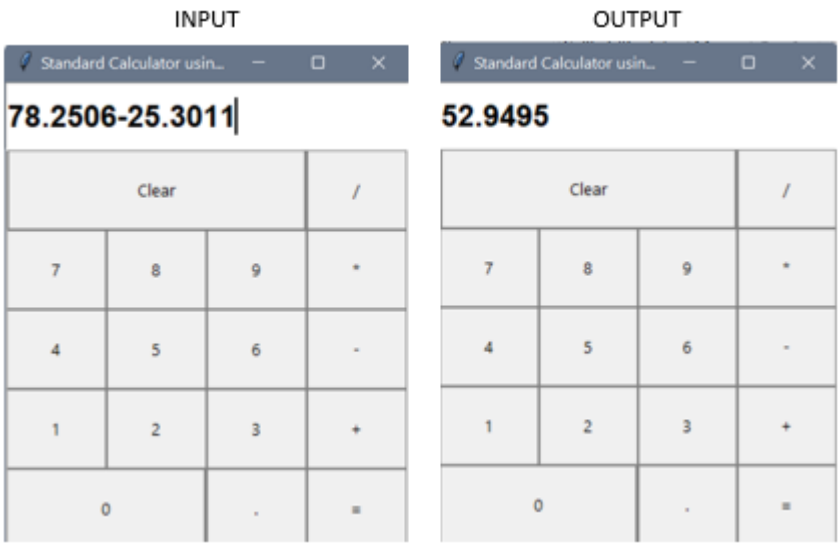 INPUT
OUTPUT
Standard Calculator usin...
Standard Calculator usin...
78.2506-25.3011
52.9495
Clear /
Clear /
7 8 9 *
7 8 9 *
4 5 6 -
4 5 6 -
1 2 3 +
1 2 3 +
0 . =
0 . =